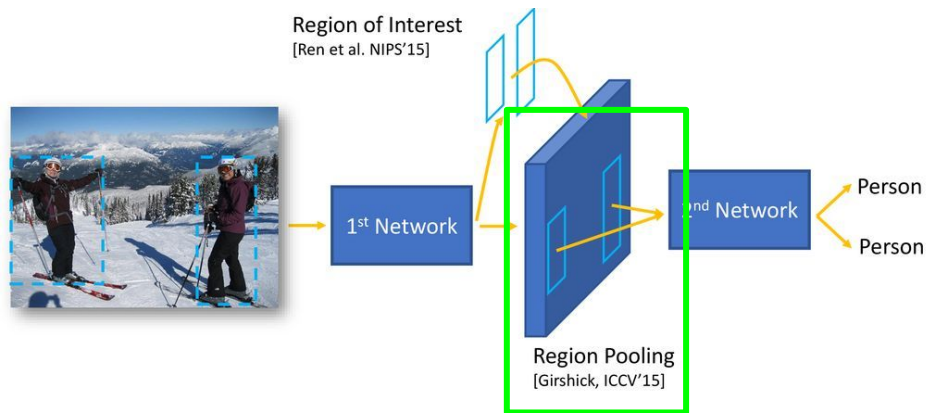 Region of Interest
[Ren et al. NIPS'15]
1st Network
2nd Network
Person
Person
Region Pooling
[Girshick, ICCV'15]